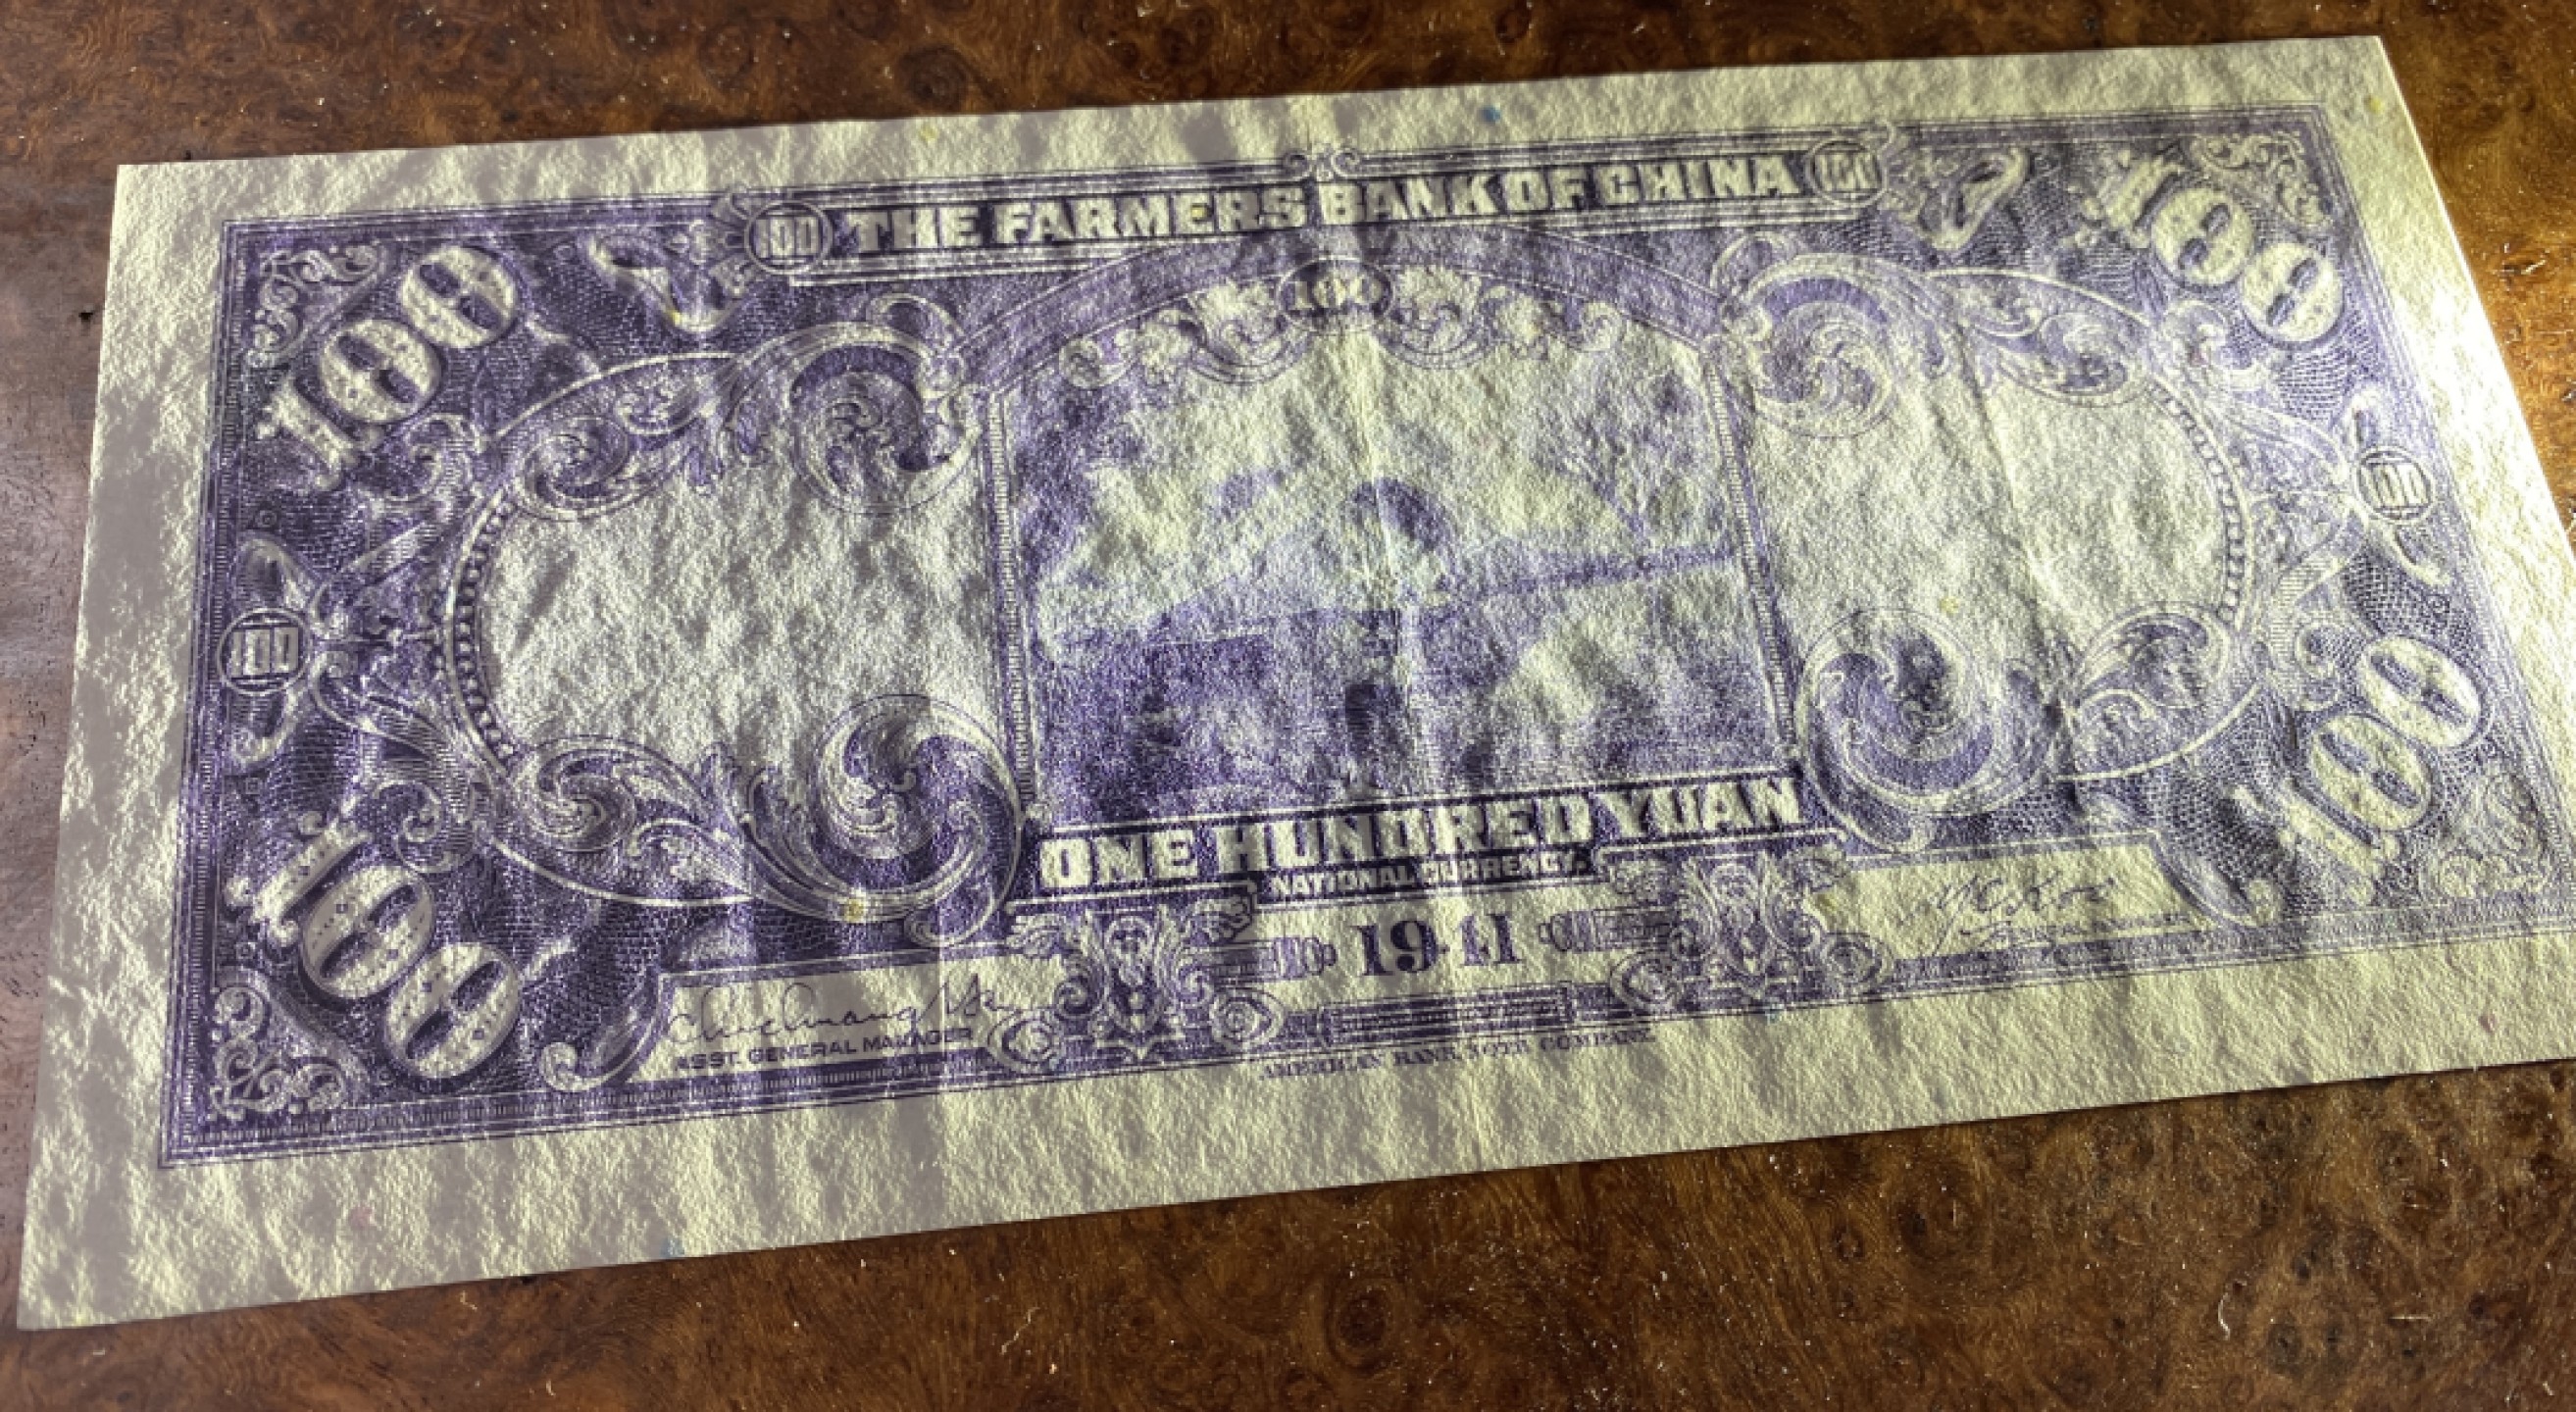 100 THE FARMERS BANK OF CHINA 100
100 100
100
100 100
ONE HUNDRED YUAN
NATIONAL CURRENCY.
100 100
1941
ASST. GENERAL MANAGER
AMERICAN BANK NOTE COMPANY.